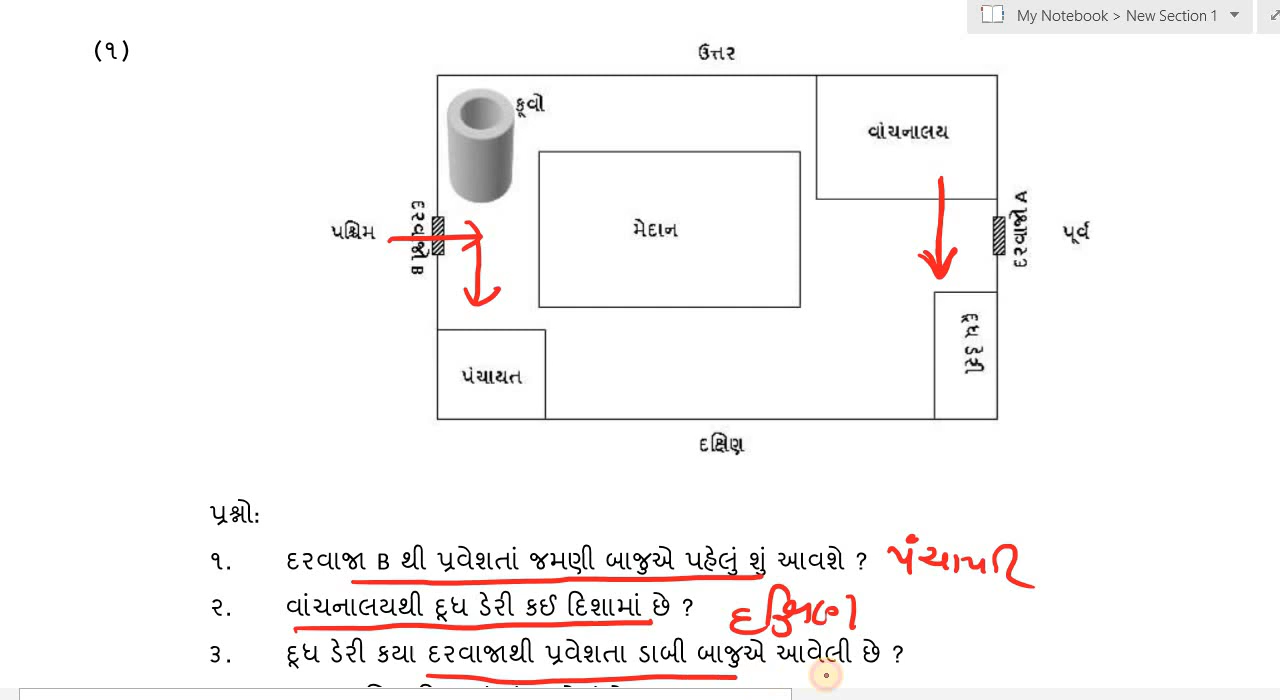 My Notebook > New Section 1
(૧)
ઉત્તર
કૂવો
વાંચનાલય
દરવાજો B
પશ્ચિમ
મેદાન
દરવાજો A
પૂર્વ
દૂધ ડેરી
પંચાયત
દક્ષિણ
પ્રશ્નો:
૧. દરવાજા B થી પ્રવેશતાં જમણી બાજુએ પહેલું શું આવશે ? પંચાયત
૨. વાંચનાલયથી દૂધ ડેરી કઈ દિશામાં છે ? દક્ષિણ
૩. દૂધ ડેરી કયા દરવાજાથી પ્રવેશતા ડાબી બાજુએ આવેલી છે ?